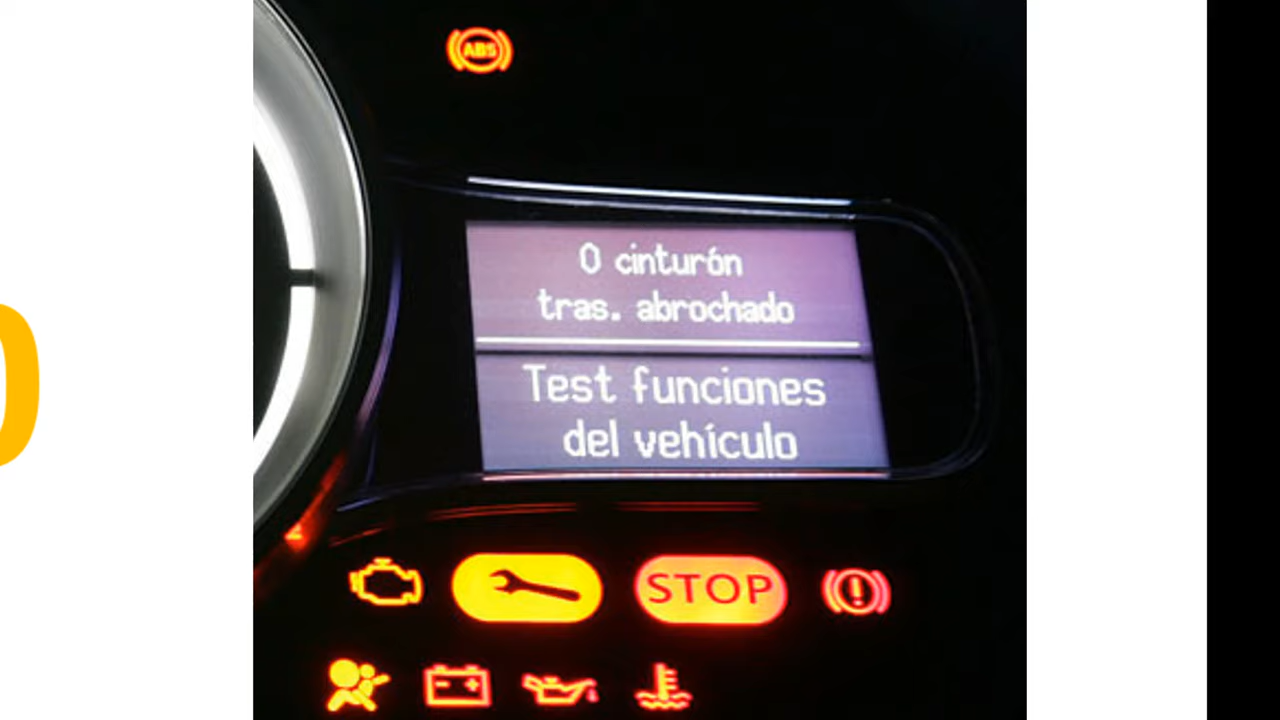 ABS
0 cinturón
tras. abrochado
Test funciones
del vehículo
STOP